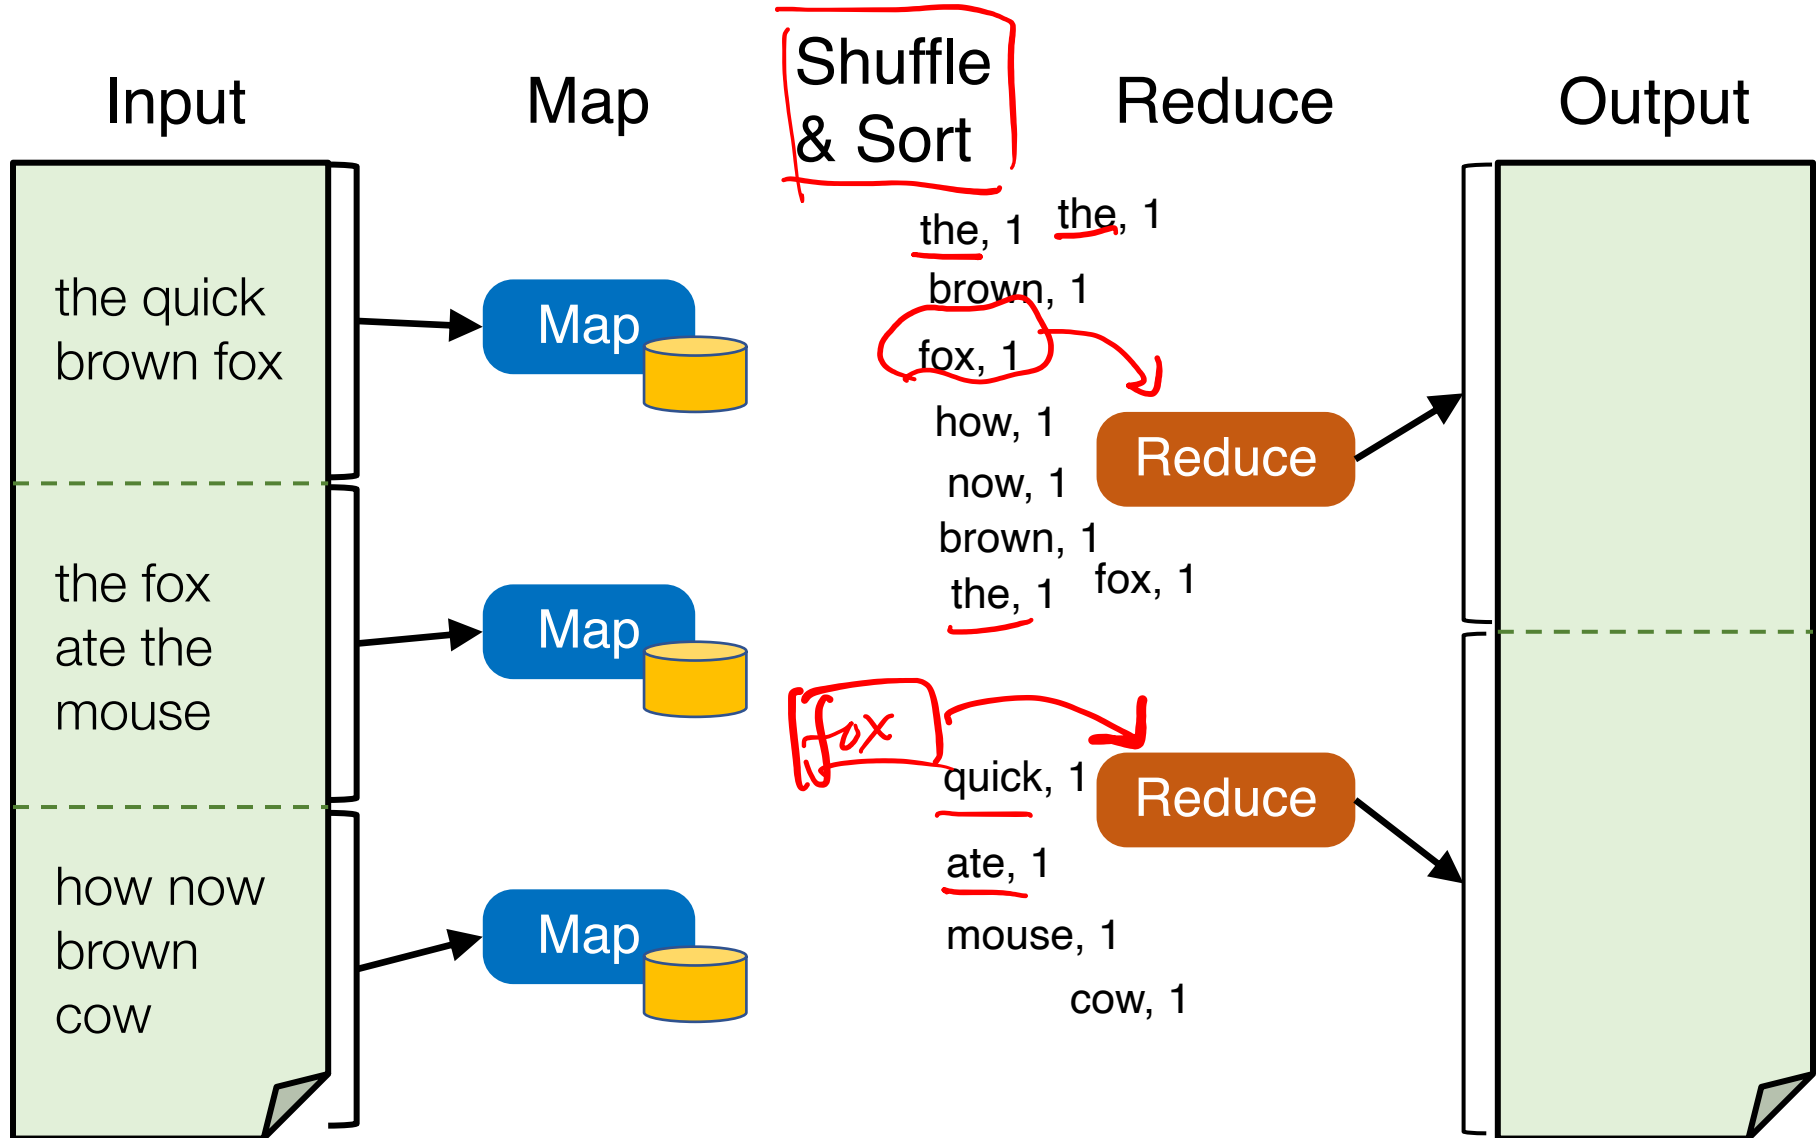 Input
Map
Shuffle
& Sort
Reduce
Output
the quick
brown fox
the fox
ate the
mouse
how now
brown
cow
Map
Map
Map
the, 1
the, 1
brown, 1
fox, 1
how, 1
now, 1
brown, 1
the, 1
fox, 1
fox
quick, 1
ate, 1
mouse, 1
cow, 1
Reduce
Reduce